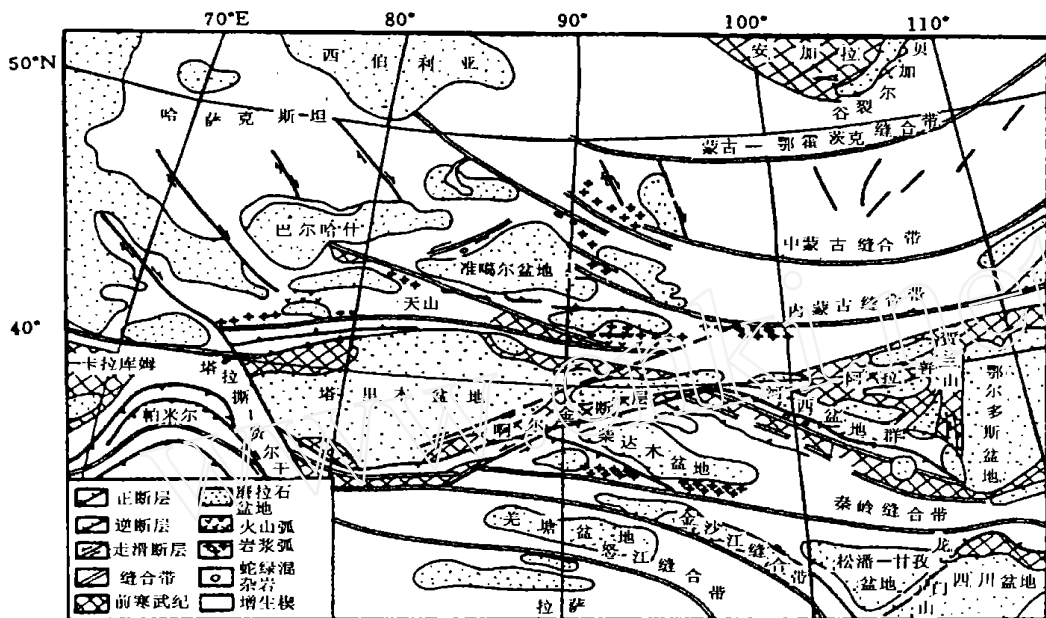 70°E 80° 90° 100° 110°
50°N
40°
西伯利亚
安加拉
贝加尔
裂谷
哈萨克斯坦
蒙古一鄂霍茨克缝合带
巴尔哈什
中蒙古缝合带
准噶尔盆地
天山
内蒙古缝合带
卡拉库姆
塔拉斯
费尔干
塔里木盆地
帕米尔
阿尔金大断层
柴达木盆地
河西盆地群
阿拉善
贺兰山
鄂尔多斯盆地
秦岭缝合带
羌塘盆地
金沙江缝合带
怒江缝合带
松潘一甘孜
盆地
龙门山
四川盆地
拉萨
正断层
逆断层
走滑断层
缝合带
前寒武纪
磨拉石
盆地
火山弧
岩浆弧
蛇绿混
杂岩
增生楔